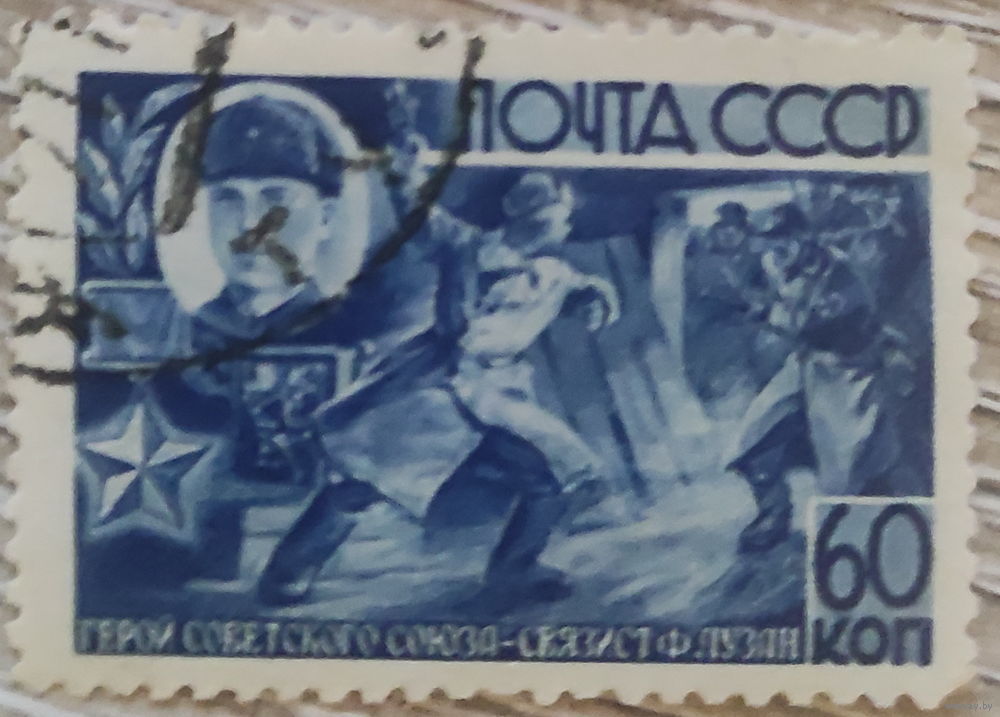 ПОЧТА СССР
60
КОП
ГЕРОЙ СОВЕТСКОГО СОЮЗА-СВЯЗИСТ Ф.ЛУЗАН